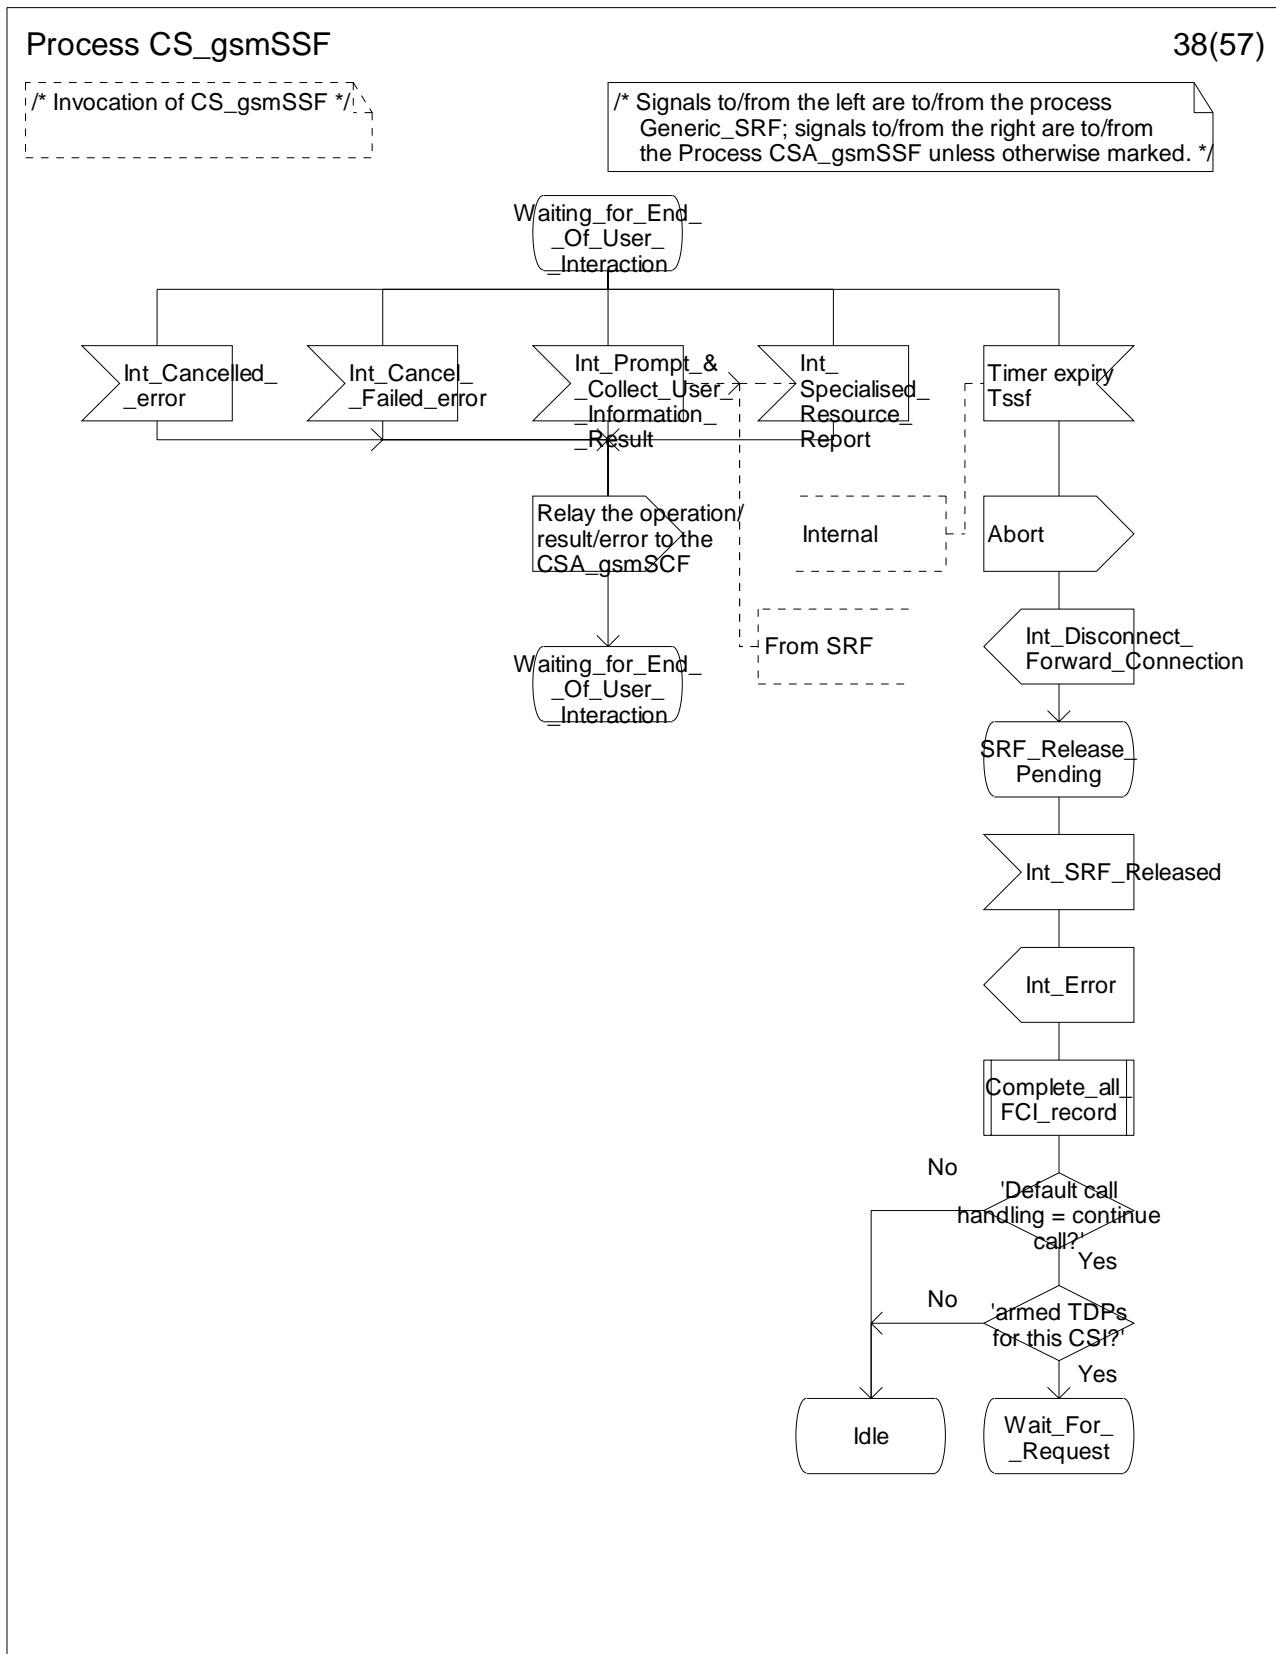 Process CS_gsmSSF
38(57)
/* Invocation of CS_gsmSSF */
/* Signals to/from the left are to/from the process
Generic_SRF; signals to/from the right are to/from
the Process CSA_gsmSSF unless otherwise marked. */
Waiting_for_End_
_Of_User_
_Interaction
Int_Cancelled_
_error
Int_Cancel_
_Failed_error
Int_Prompt_&
_Collect_User_
_Information_
_Result
Int_
Specialised_
Resource_
Report
Timer expiry
Tssf
Relay the operation/
result/error to the
CSA_gsmSCF
Internal
Abort
Waiting_for_End_
_Of_User_
_Interaction
From SRF
Int_Disconnect_
Forward_Connection
SRF_Release_
Pending
Int_SRF_Released
Int_Error
Complete_all_
FCI_record
No
'Default call
handling = continue
call?'
Yes
No
'armed TDPs
for this CSI?'
Yes
Idle
Wait_For_
_Request